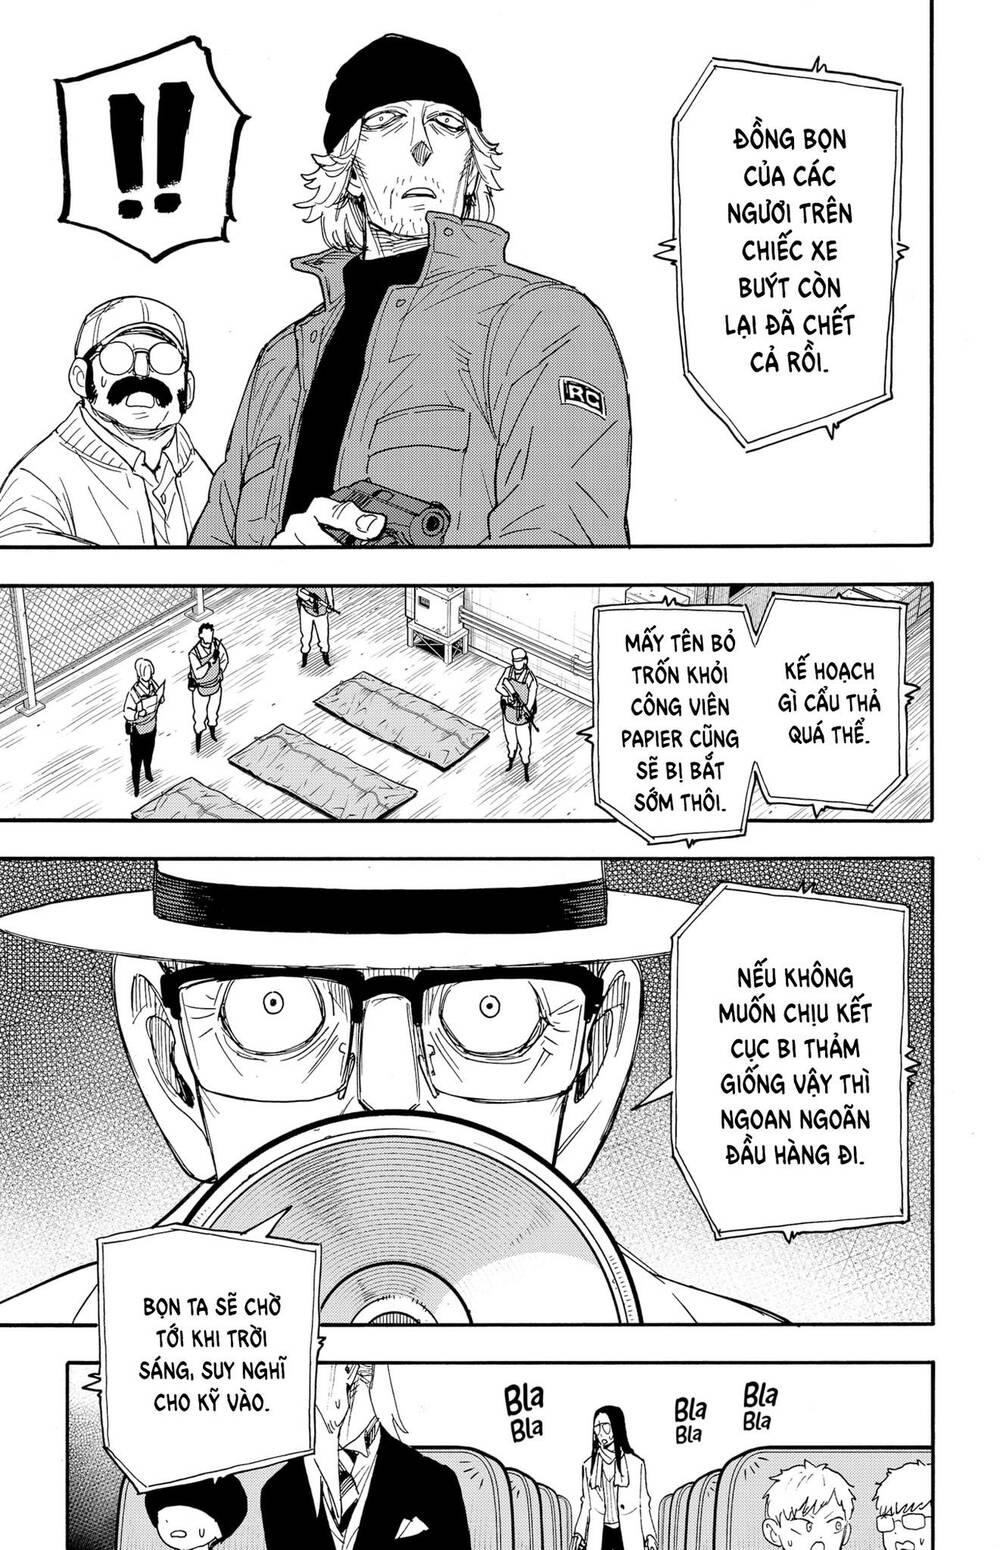 ĐỒNG BỌN
CỦA CÁC
NGƯƠI TRÊN
CHIẾC XE
BUÝT CÒN
LẠI ĐÃ CHẾT
CẢ RỒI.
!!
RC
KẾ HOẠCH
GÌ CẨU THẢ
QUÁ THỂ.
MẤY TÊN BỎ
TRỐN KHỎI
CÔNG VIÊN
PAPIER CŨNG
SẼ BỊ BẮT
SỚM THÔI.
NẾU KHÔNG
MUỐN CHỊU KẾT
CỤC BI THẢM
GIỐNG VẬY THÌ
NGOAN NGOÃN
ĐẦU HÀNG ĐI.
BỌN TA SẼ CHỜ
TỚI KHI TRỜI
SÁNG, SUY NGHĨ
CHO KỸ VÀO.
Bla
Bla
Bla
Bla
Bla
Bla